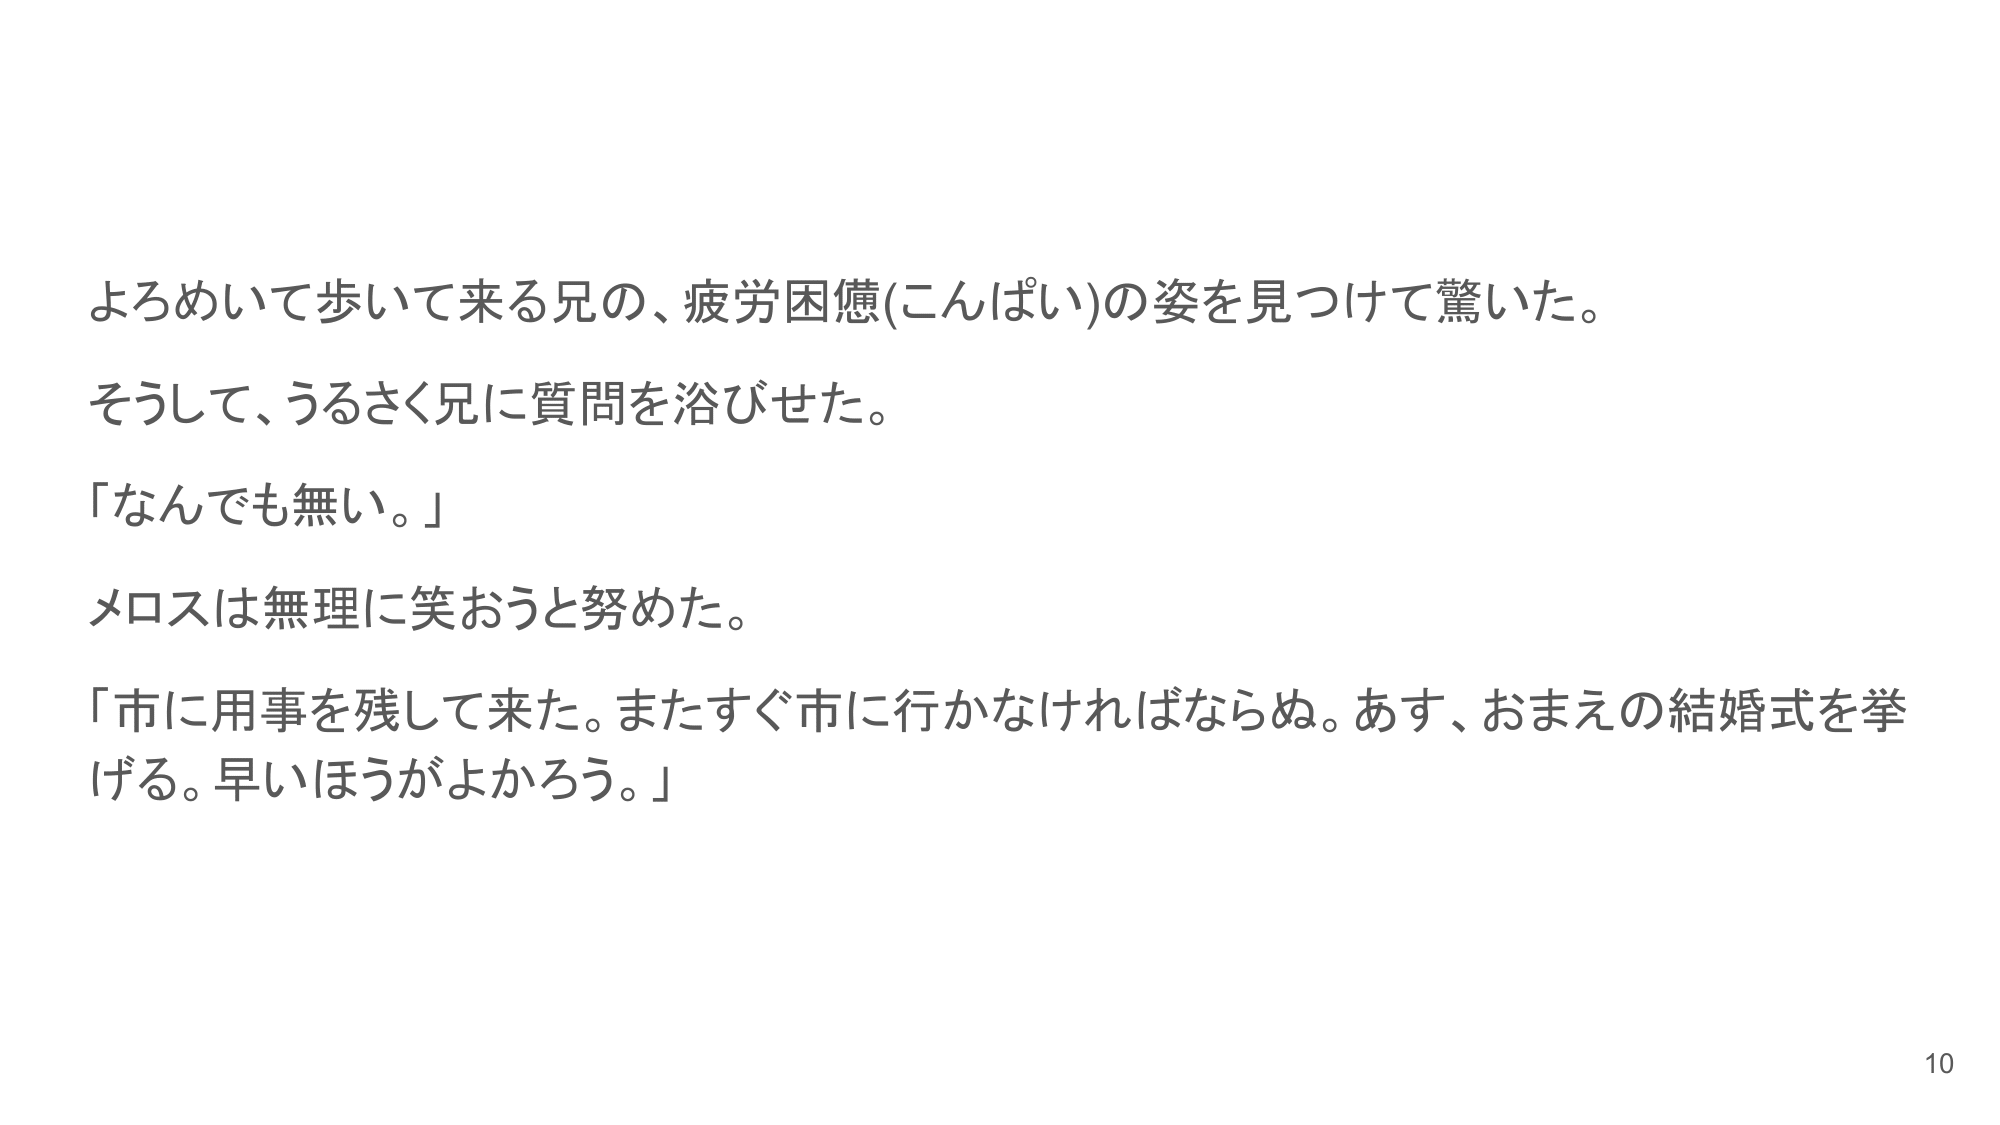 よろめいて歩いて来る兄の、疲労困憊(こんぱい)の姿を見つけて驚いた。
そうして、うるさく兄に質問を浴びせた。
「なんでも無い。」
メロスは無理に笑おうと努めた。
「市に用事を残して来た。またすぐ市に行かなければならぬ。あす、おまえの結婚式を挙
げる。早いほうがよかろう。」
10